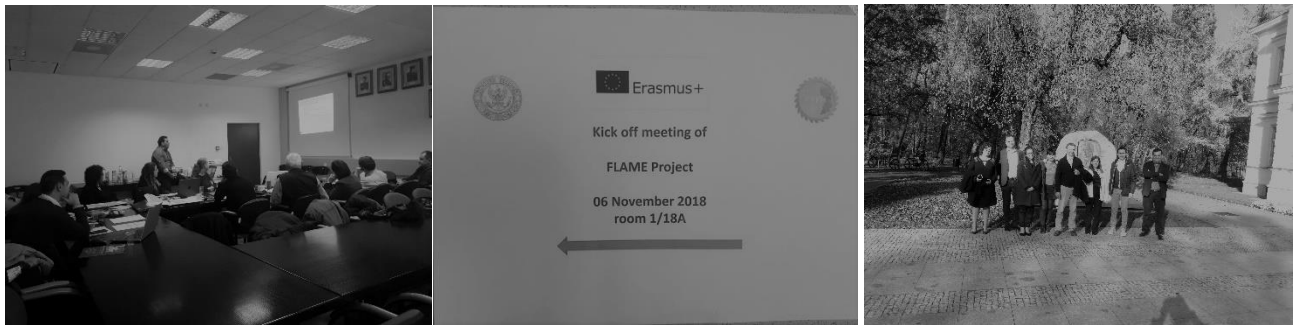 Erasmus+
Kick off meeting of
FLAME Project
06 November 2018
room 1/18A